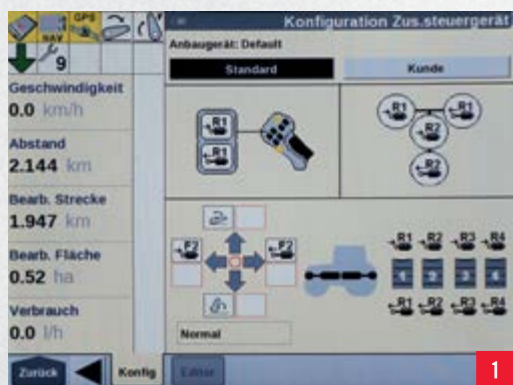 GPS
NAV
9
Konfiguration Zus.steuergerät
Anbaugerät: Default
Standard
Kunde
Geschwindigkeit
0.0 km/h
Abstand
2.144 km
Bearb. Strecke
1.947 km
Bearb. Fläche
0.52 ha
Verbrauch
0.0 l/h
R1
R1
R1 R1
R2
R2
F2 F2
R1 R2 R3 R4
1 2 3 4
R1 R2 R3 R4
Normal
Zurück
Konfig
Editor
1